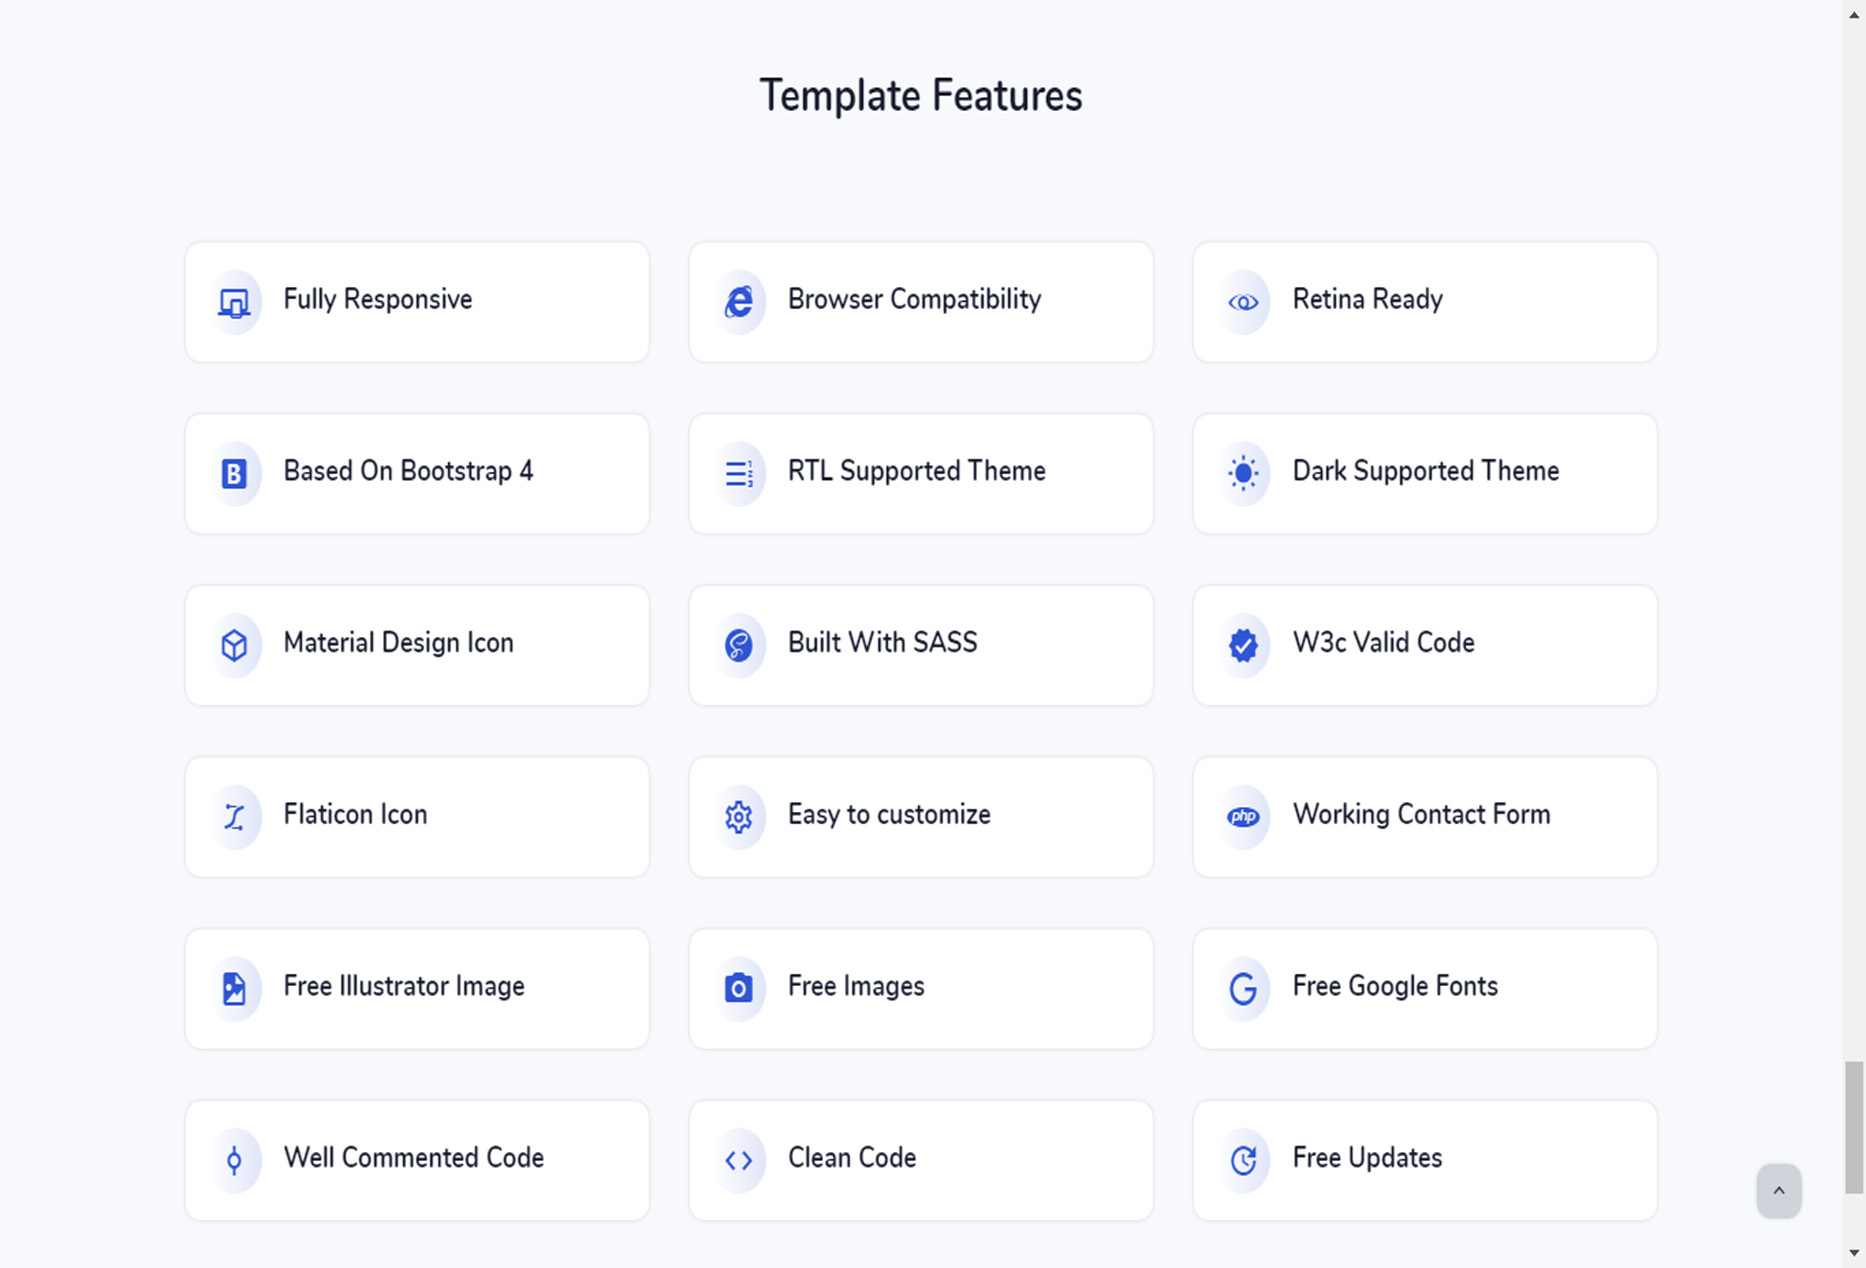 Template Features
Fully Responsive
Browser Compatibility
Retina Ready
Based On Bootstrap 4
RTL Supported Theme
Dark Supported Theme
Material Design Icon
Built With SASS
W3c Valid Code
Flaticon Icon
Easy to customize
php
Working Contact Form
Free Illustrator Image
Free Images
Free Google Fonts
Well Commented Code
Clean Code
Free Updates